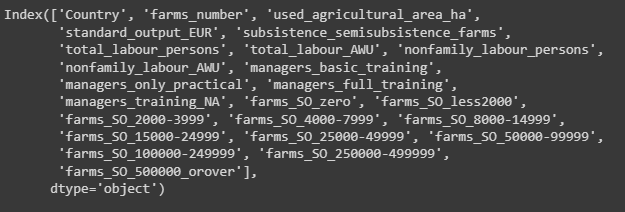 Index(['Country', 'farms_number', 'used_agricultural_area_ha',
'standard_output_EUR', 'subsistence_semisubsistence_farms',
'total_labour_persons', 'total_labour_AWU', 'nonfamily_labour_persons',
'nonfamily_labour_AWU', 'managers_basic_training',
'managers_only_practical', 'managers_full_training',
'managers_training_NA', 'farms_SO_zero', 'farms_SO_less2000',
'farms_SO_2000-3999', 'farms_SO_4000-7999', 'farms_SO_8000-14999',
'farms_SO_15000-24999', 'farms_SO_25000-49999', 'farms_SO_50000-99999',
'farms_SO_100000-249999', 'farms_SO_250000-499999',
'farms_SO_500000_orover'],
dtype='object')